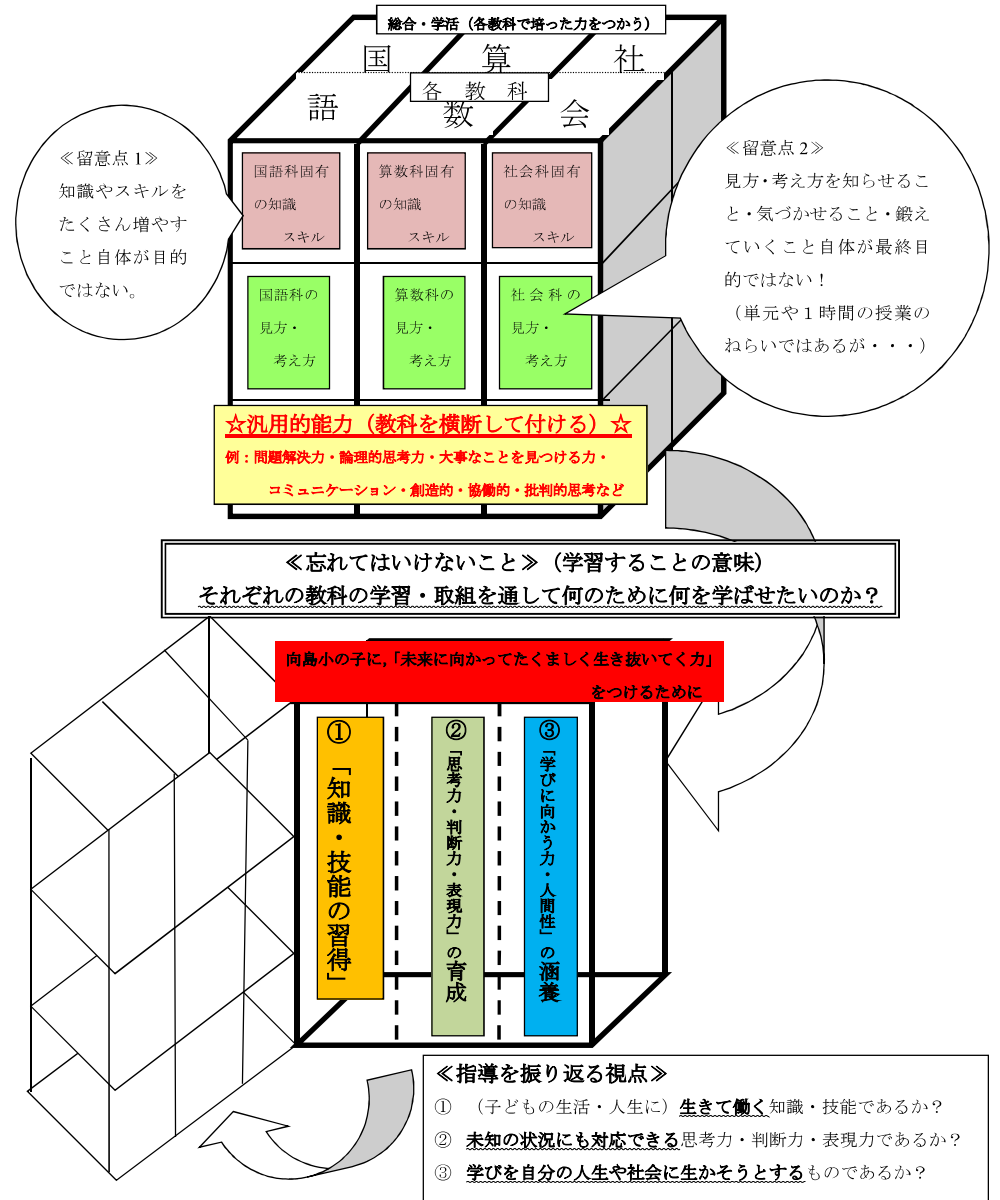 総合・学活（各教科で培った力をつかう）
国語
算数
社会
各　教　科
≪留意点 1≫
知識やスキルを
たくさん増やす
こと自体が目的
ではない。
国語科固有
の知識
スキル
算数科固有
の知識
スキル
社会科固有
の知識
スキル
≪留意点 2≫
見方・考え方を知らせるこ
と・気づかせること・鍛え
ていくこと自体が最終目
的ではない！
（単元や１時間の授業の
ねらいではあるが・・・）
国語科の
見方・
考え方
算数科の
見方・
考え方
社会科の
見方・
考え方
☆汎用的能力（教科を横断して付ける）☆
例：問題解決力・論理的思考力・大事なことを見つける力・
コミュニケーション・創造的・協働的・批判的思考など
≪忘れてはいけないこと≫（学習することの意味）
それぞれの教科の学習・取組を通して何のために何を学ばせたいのか？
向島小の子に,「未来に向かってたくましく生き抜いてく力」
をつけるために
①「知識・技能の習得」
②「思考力・判断力・表現力」の育成
③「学びに向かう力・人間性」の涵養
≪指導を振り返る視点≫
①　（子どもの生活・人生に）生きて働く知識・技能であるか？
②　未知の状況にも対応できる思考力・判断力・表現力であるか？
③　学びを自分の人生や社会に生かそうとするものであるか？